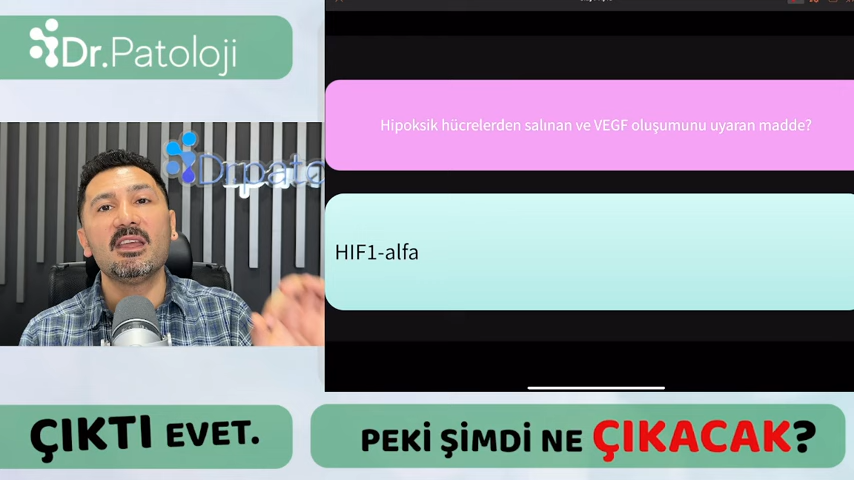 Dr.Patoloji
Hipoksik hücrelerden salınan ve VEGF oluşumunu uyaran madde?
Drpato
HIF1-alfa
ÇIKTI EVET.
PEKİ ŞİMDİ NE ÇIKACAK?